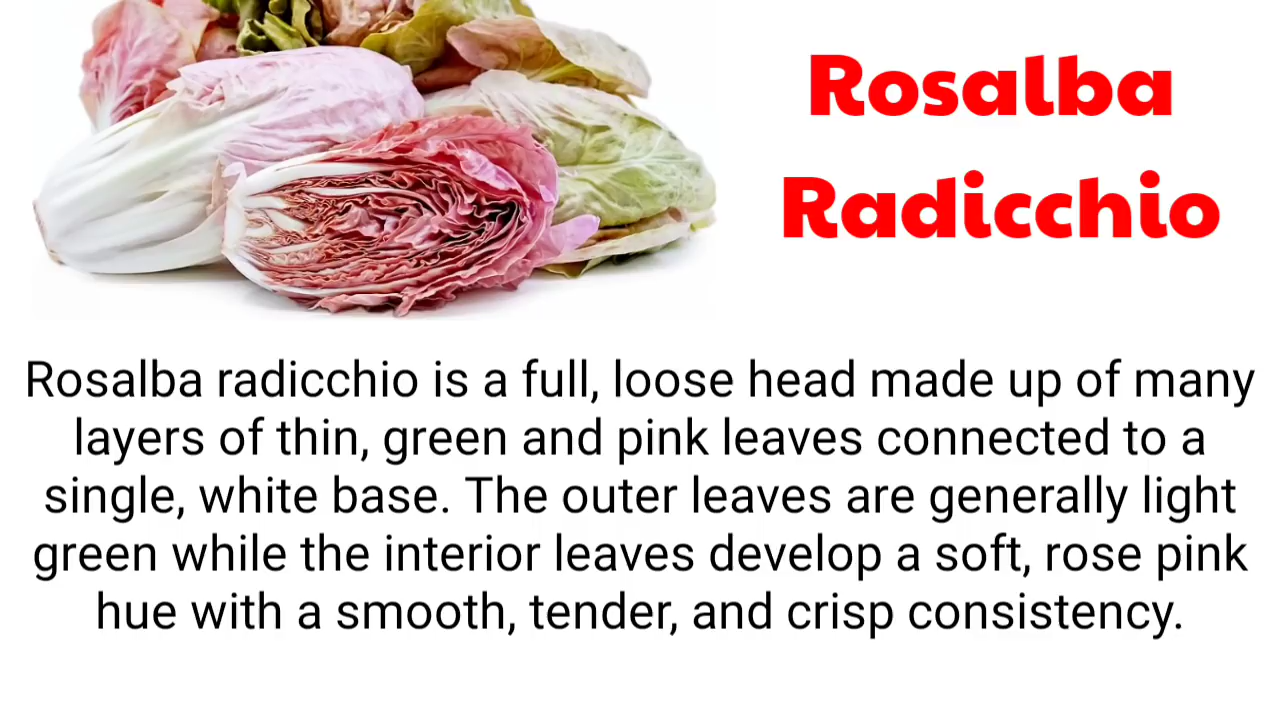 Rosalba
Radicchio
Rosalba radicchio is a full, loose head made up of many
layers of thin, green and pink leaves connected to a
single, white base. The outer leaves are generally light
green while the interior leaves develop a soft, rose pink
hue with a smooth, tender, and crisp consistency.